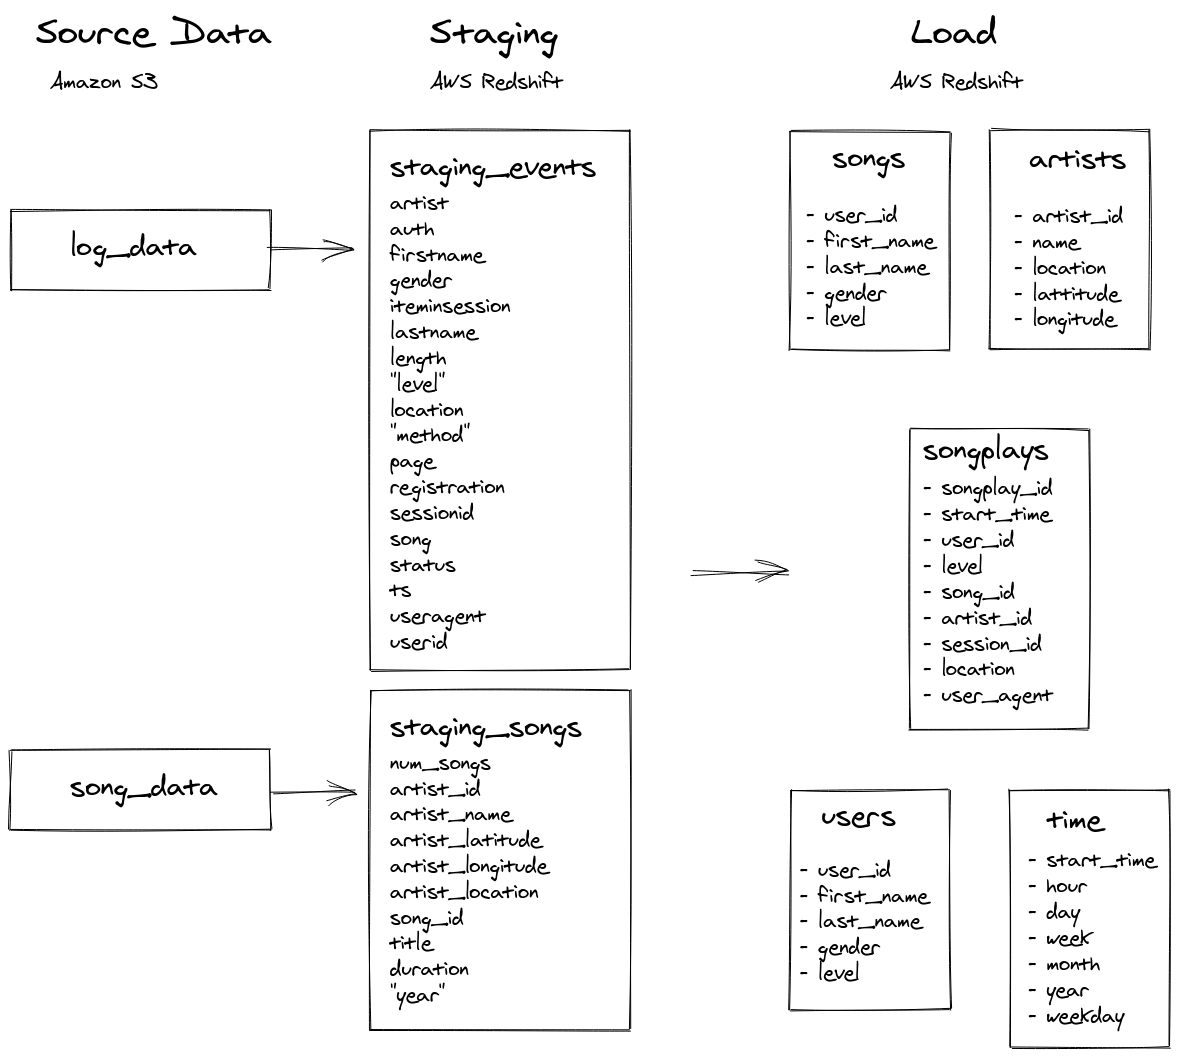 Source Data
Amazon S3
log_data
song_data
Staging
AWS Redshift
staging_events
artist
auth
firstname
gender
iteminsession
lastname
length
"level"
location
"method"
page
registration
sessionid
song
status
ts
useragent
userid
staging_songs
num_songs
artist_id
artist_name
artist_latitude
artist_longitude
artist_location
song_id
title
duration
"year"
Load
AWS Redshift
songs
- user_id
- first_name
- last_name
- gender
- level
artists
- artist_id
- name
- location
- lattitude
- longitude
songplays
- songplay_id
- start_time
- user_id
- level
- song_id
- artist_id
- session_id
- location
- user_agent
users
- user_id
- first_name
- last_name
- gender
- level
time
- start_time
- hour
- day
- week
- month
- year
- weekday